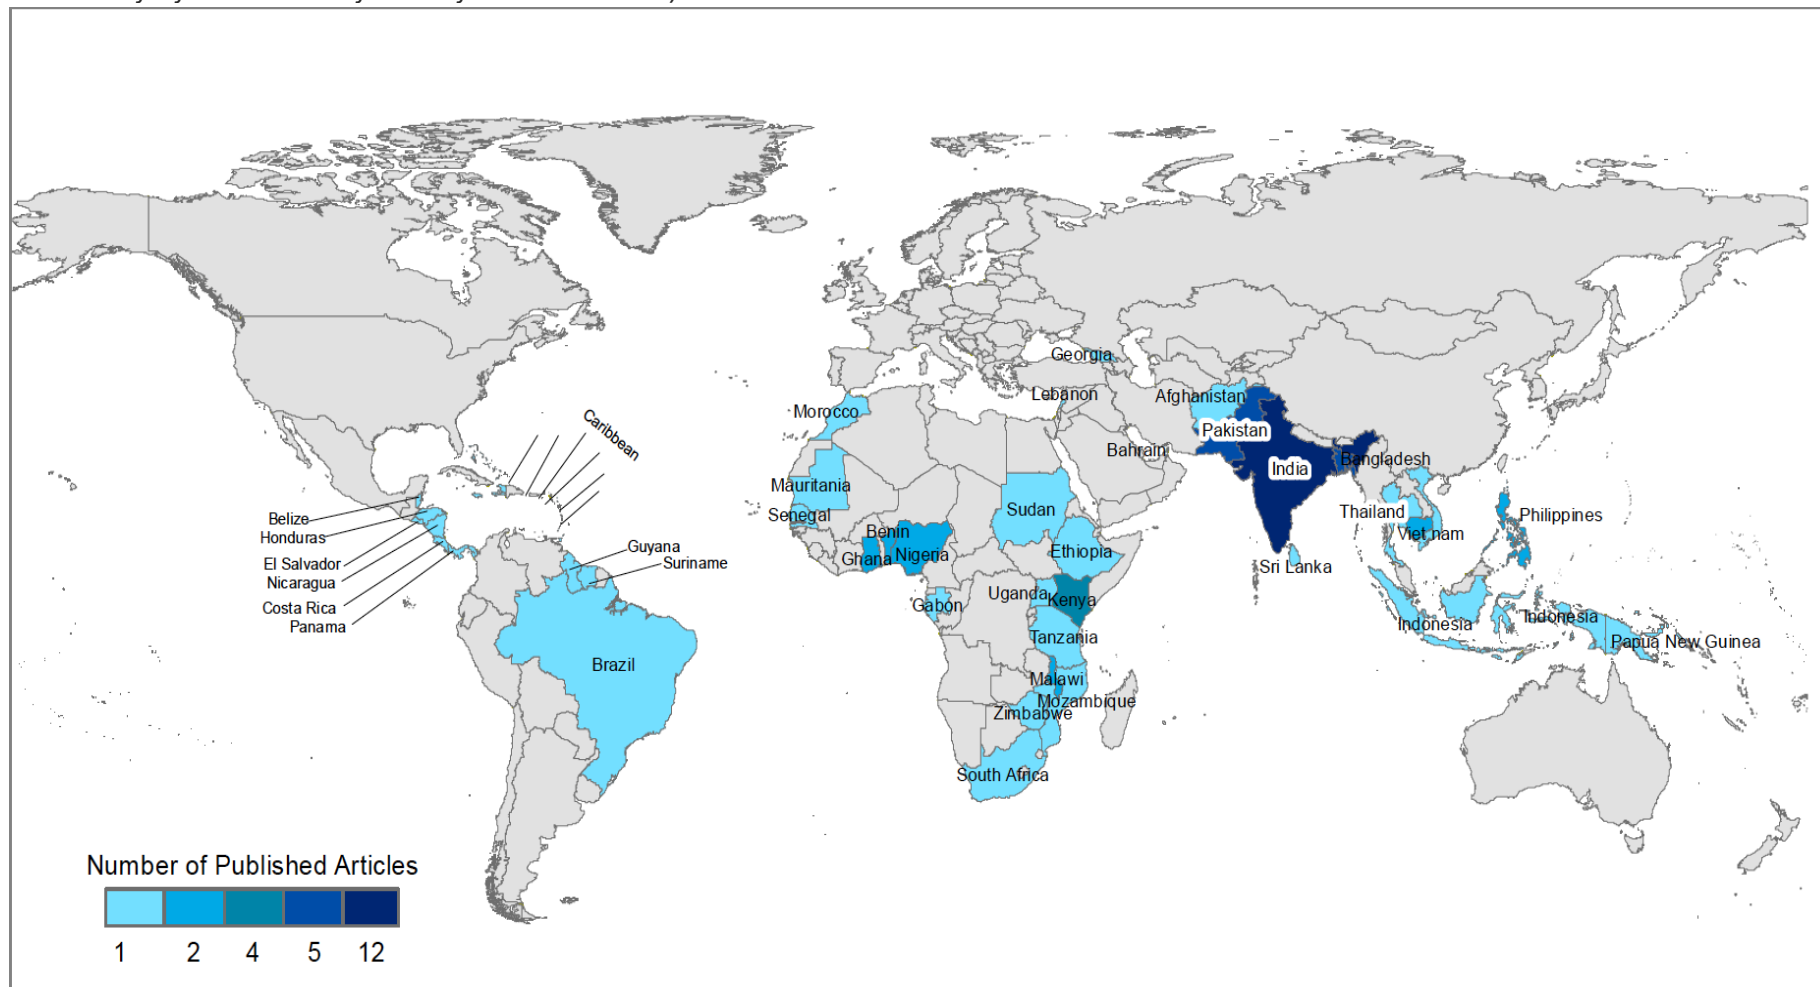 Georgia
Lebanon
Afghanistan
Morocco
Caribbean
Pakistan
Bahrain
India
Bangladesh
Mauritania
Senegal
Sudan
Thailand
Philippines
Belize
Honduras
Benin
Viet nam
Ghana
Nigeria
Ethiopia
El Salvador
Guyana
Suriname
Sri Lanka
Nicaragua
Uganda
Kenya
Costa Rica
Gabon
Panama
Tanzania
Indonesia
Indonesia
Papua New Guinea
Brazil
Malawi
Mozambique
Zimbabwe
South Africa
Number of Published Articles
1 2 4 5 12